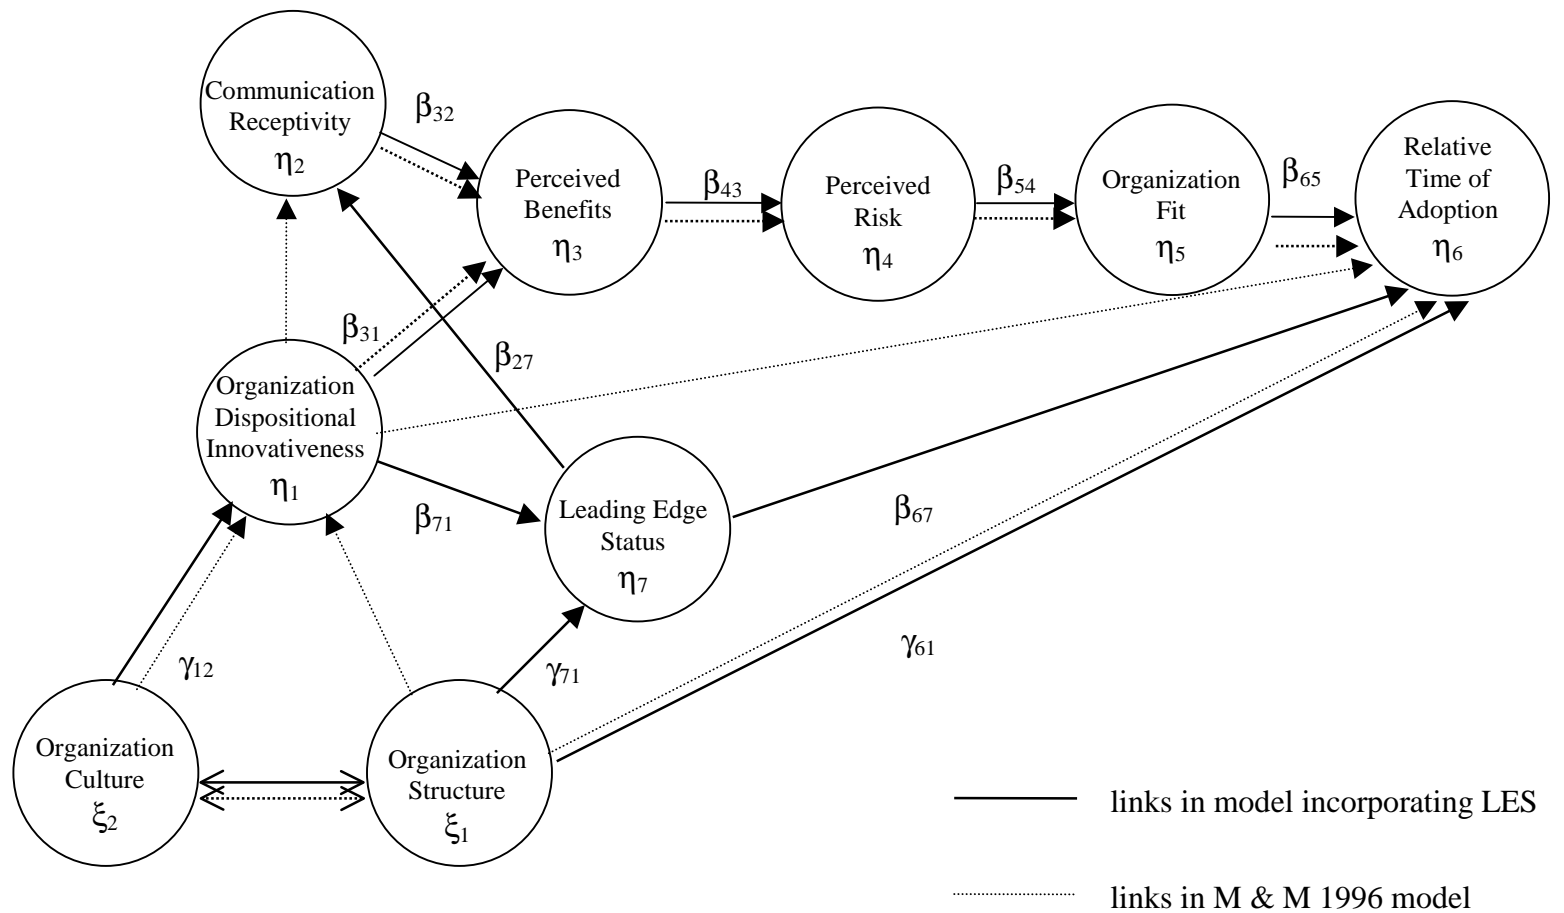 Communication
Receptivity
η2
β32
Perceived
Benefits
η3
β43
Perceived
Risk
η4
β54
Organization
Fit
η5
β65
Relative
Time of
Adoption
η6
β31
β27
Organization
Dispositional
Innovativeness
η1
β71
Leading Edge
Status
η7
β67
γ12
γ71
γ61
Organization
Culture
ξ2
Organization
Structure
ξ1
links in model incorporating LES
links in M & M 1996 model